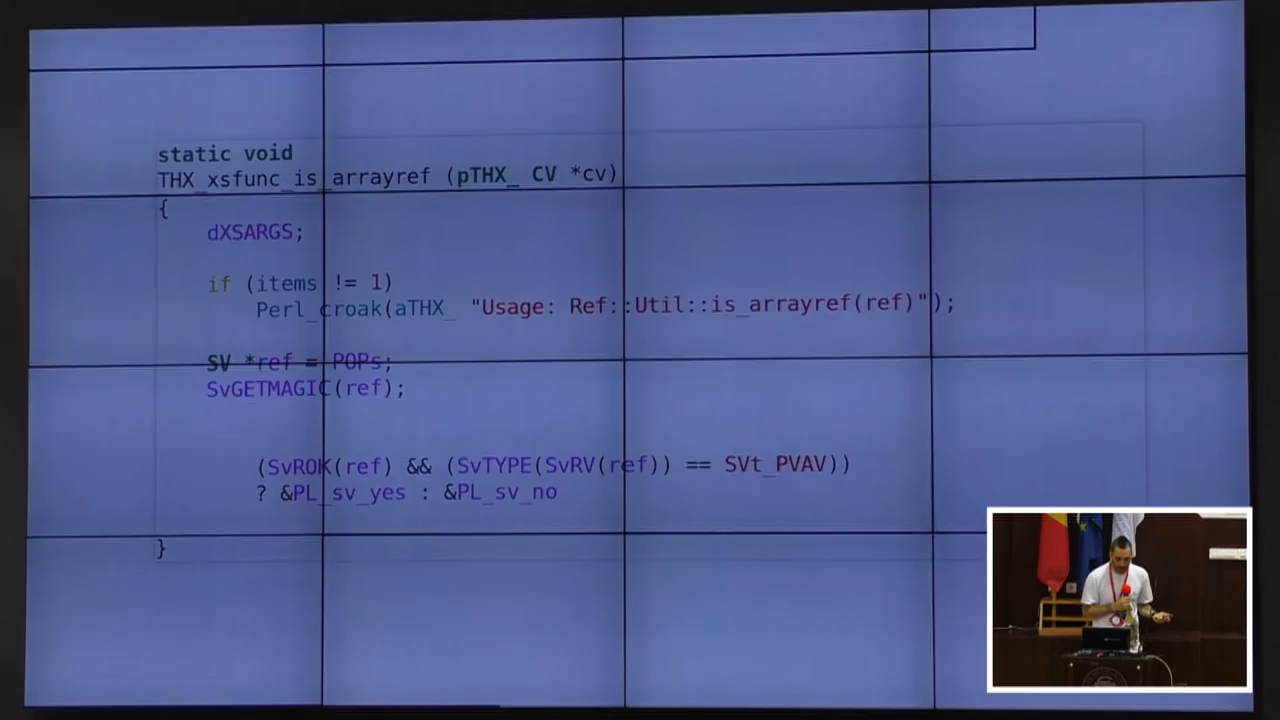 static void
THX_xsfunc_is_arrayref (pTHX_ CV *cv)
{
dXSARGS;
if (items != 1)
Perl_croak(aTHX_ "Usage: Ref::Util::is_arrayref(ref)");
SV *ref = POPs;
SvGETMAGIC(ref);
(SvROK(ref) && (SvTYPE(SvRV(ref)) == SVt_PVAV))
? &PL_sv_yes : &PL_sv_no
}